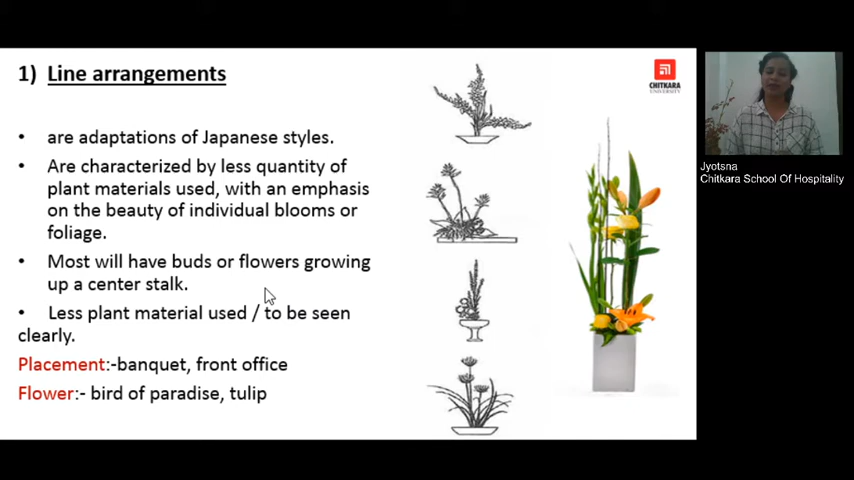 1) Line arrangements
• are adaptations of Japanese styles.
• Are characterized by less quantity of
plant materials used, with an emphasis
on the beauty of individual blooms or
foliage.
• Most will have buds or flowers growing
up a center stalk.
• Less plant material used / to be seen
clearly.
Placement:-banquet, front office
Flower:- bird of paradise, tulip
CHITKARA
UNIVERSITY
Jyotsna
Chitkara School Of Hospitality